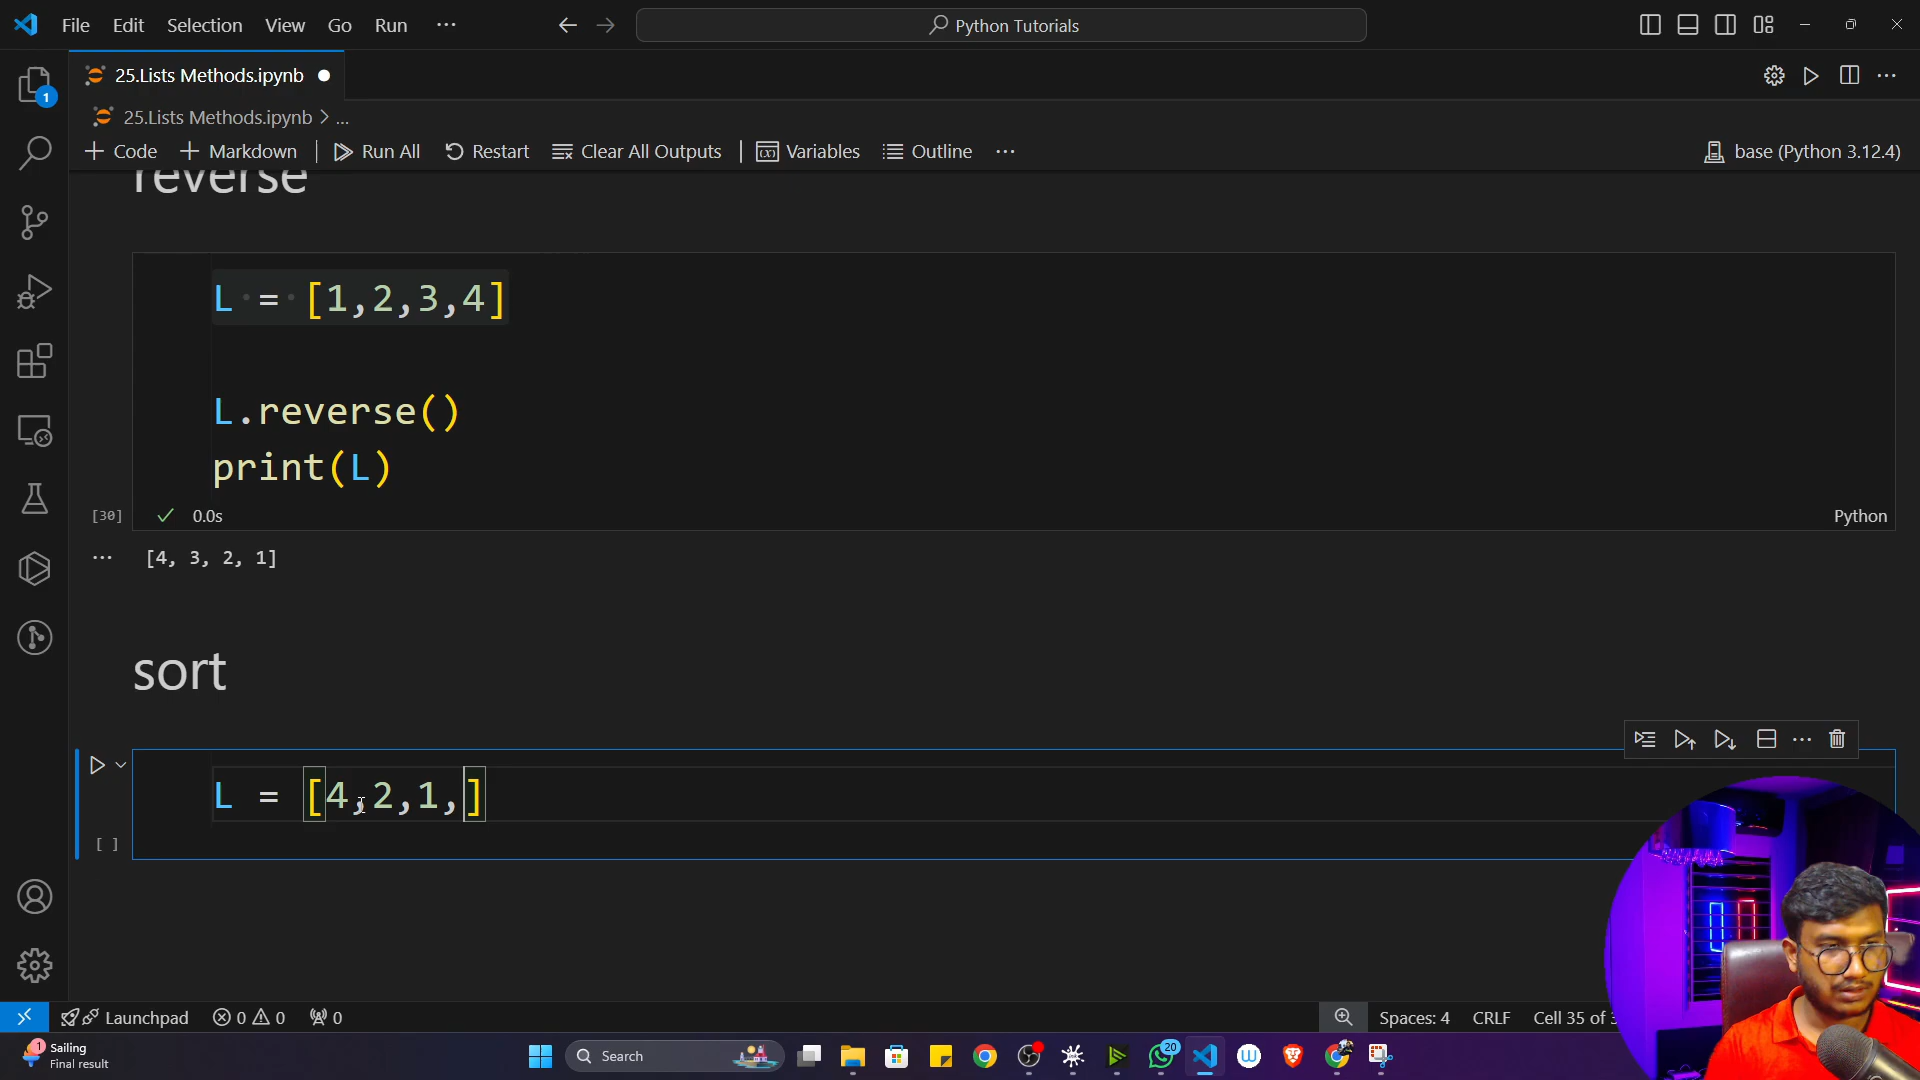 File Edit Selection View Go Run ···
Python Tutorials
25.Lists Methods.ipynb
1
25.Lists Methods.ipynb > ...
+ Code + Markdown Run All Restart Clear All Outputs Variables Outline ···
base (Python 3.12.4)
reverse
L = [1,2,3,4]
L.reverse()
print(L)
[30] 0.0s
Python
[4, 3, 2, 1]
sort
L = [4,2,1,]
[ ]
Launchpad 0 0 0
Spaces: 4 CRLF Cell 35 of
1 Sailing
Final result
Search
20